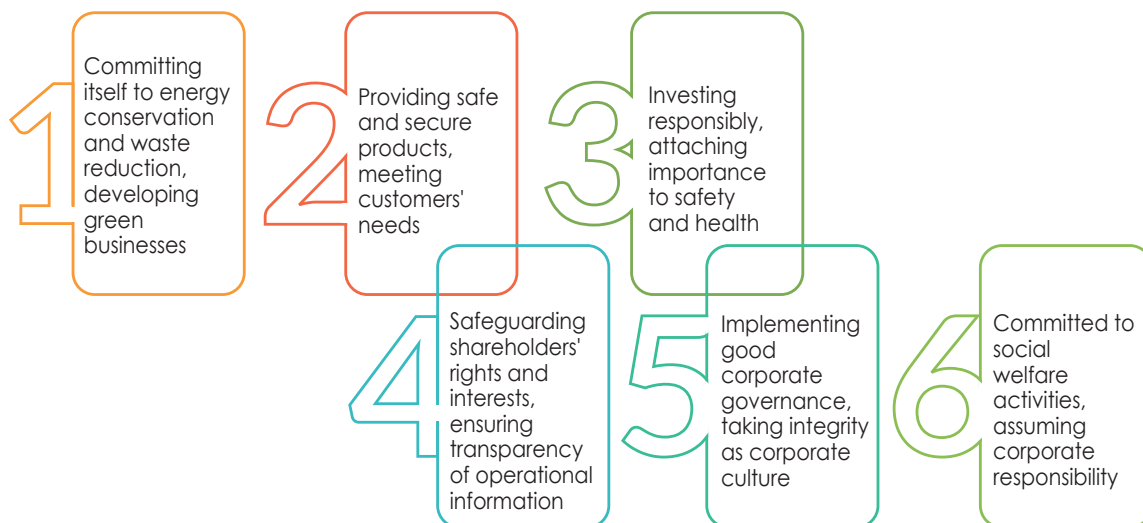 1
Committing
itself to energy
conservation
and waste
reduction,
developing
green
businesses
2
Providing safe
and secure
products,
meeting
customers'
needs
3
Investing
responsibly,
attaching
importance
to safety
and health
4
Safeguarding
shareholders'
rights and
interests,
ensuring
transparency
of operational
information
5
Implementing
good
corporate
governance,
taking integrity
as corporate
culture
6
Committed to
social
welfare
activities,
assuming
corporate
responsibility